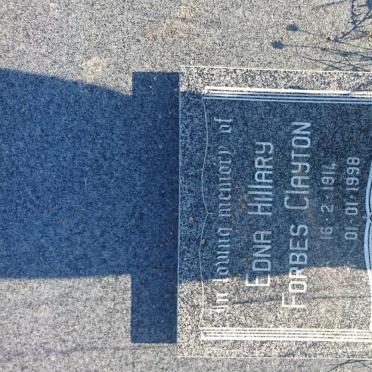 In loving memory of
EDNA HILLARY
FORBES CLAYTON
16·2·1914
01·01·1998